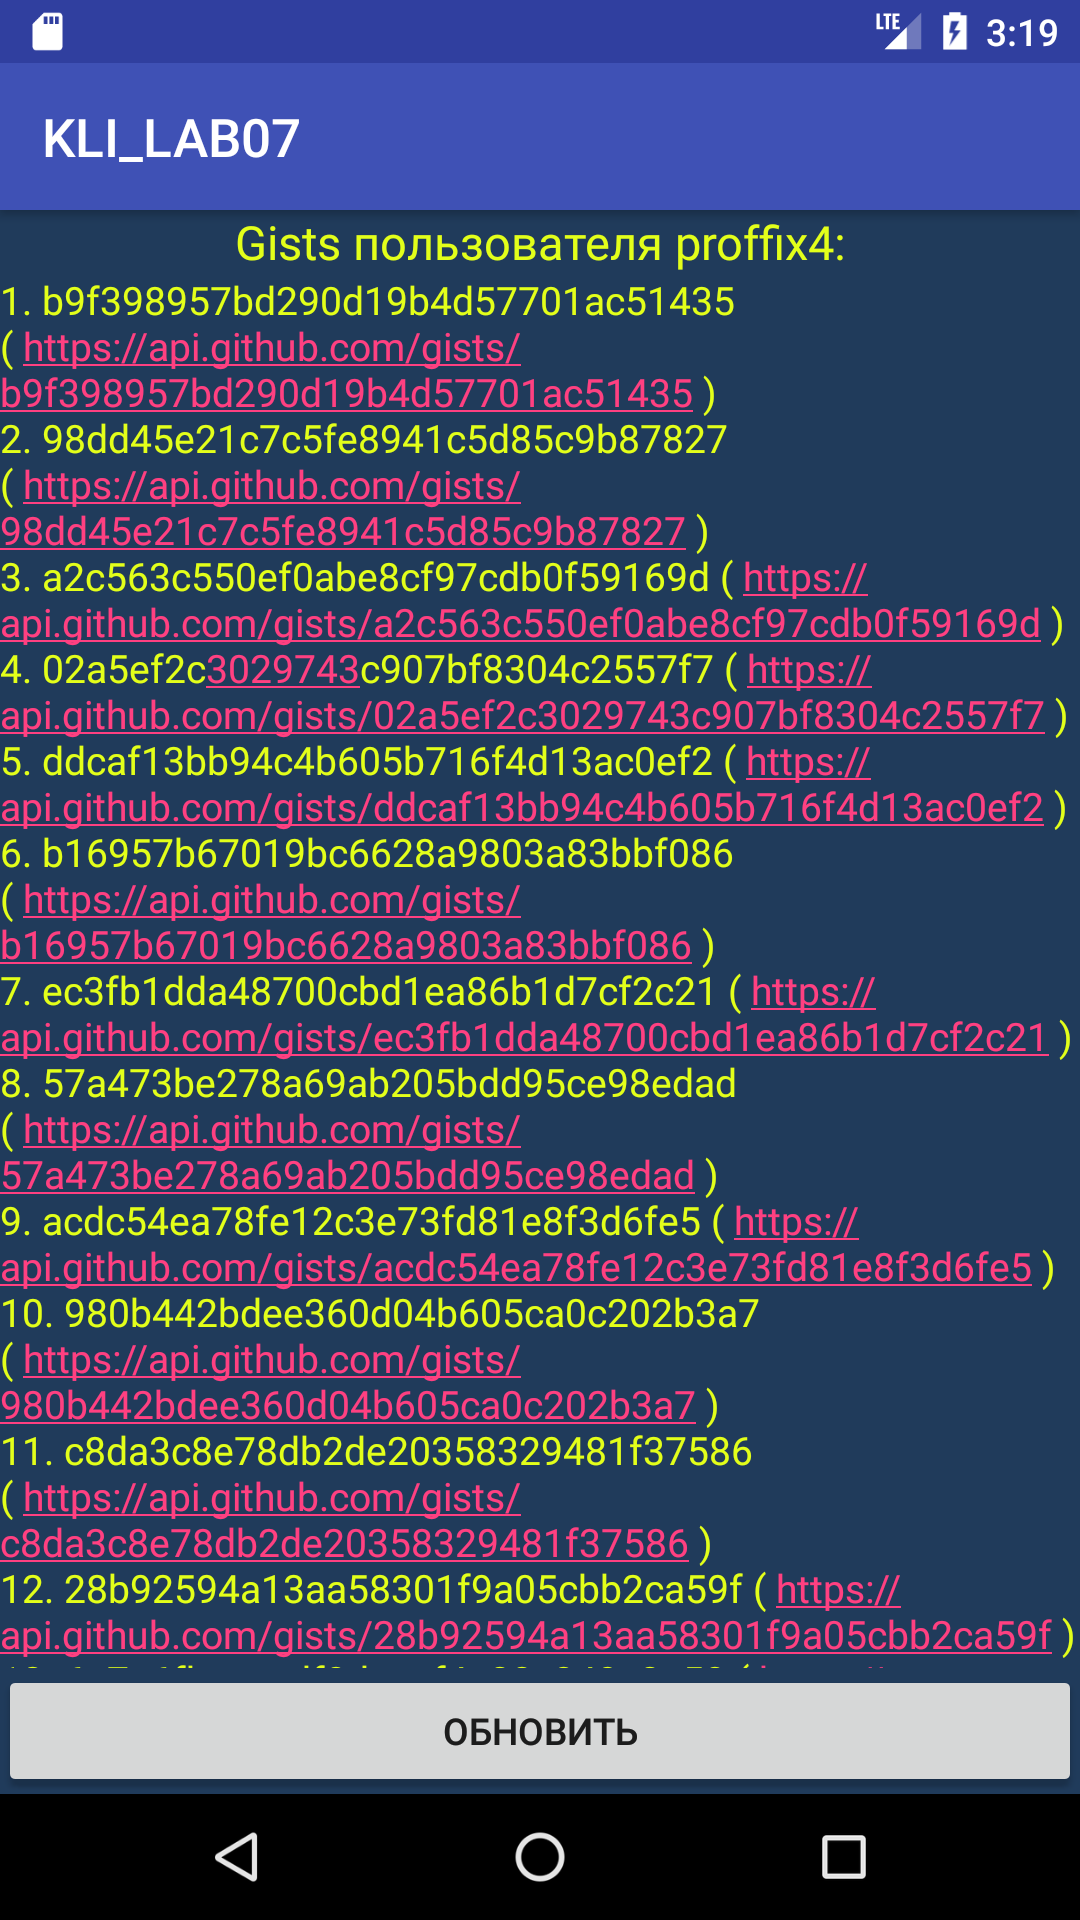 LTE 3:19
KLI_LAB07
Gists пользователя proffix4:
1. b9f398957bd290d19b4d57701ac51435
( https://api.github.com/gists/
b9f398957bd290d19b4d57701ac51435 )
2. 98dd45e21c7c5fe8941c5d85c9b87827
( https://api.github.com/gists/
98dd45e21c7c5fe8941c5d85c9b87827 )
3. a2c563c550ef0abe8cf97cdb0f59169d ( https://
api.github.com/gists/a2c563c550ef0abe8cf97cdb0f59169d )
4. 02a5ef2c3029743c907bf8304c2557f7 ( https://
api.github.com/gists/02a5ef2c3029743c907bf8304c2557f7 )
5. ddcaf13bb94c4b605b716f4d13ac0ef2 ( https://
api.github.com/gists/ddcaf13bb94c4b605b716f4d13ac0ef2 )
6. b16957b67019bc6628a9803a83bbf086
( https://api.github.com/gists/
b16957b67019bc6628a9803a83bbf086 )
7. ec3fb1dda48700cbd1ea86b1d7cf2c21 ( https://
api.github.com/gists/ec3fb1dda48700cbd1ea86b1d7cf2c21 )
8. 57a473be278a69ab205bdd95ce98edad
( https://api.github.com/gists/
57a473be278a69ab205bdd95ce98edad )
9. acdc54ea78fe12c3e73fd81e8f3d6fe5 ( https://
api.github.com/gists/acdc54ea78fe12c3e73fd81e8f3d6fe5 )
10. 980b442bdee360d04b605ca0c202b3a7
( https://api.github.com/gists/
980b442bdee360d04b605ca0c202b3a7 )
11. c8da3c8e78db2de20358329481f37586
( https://api.github.com/gists/
c8da3c8e78db2de20358329481f37586 )
12. 28b92594a13aa58301f9a05cbb2ca59f ( https://
api.github.com/gists/28b92594a13aa58301f9a05cbb2ca59f )
ОБНОВИТЬ